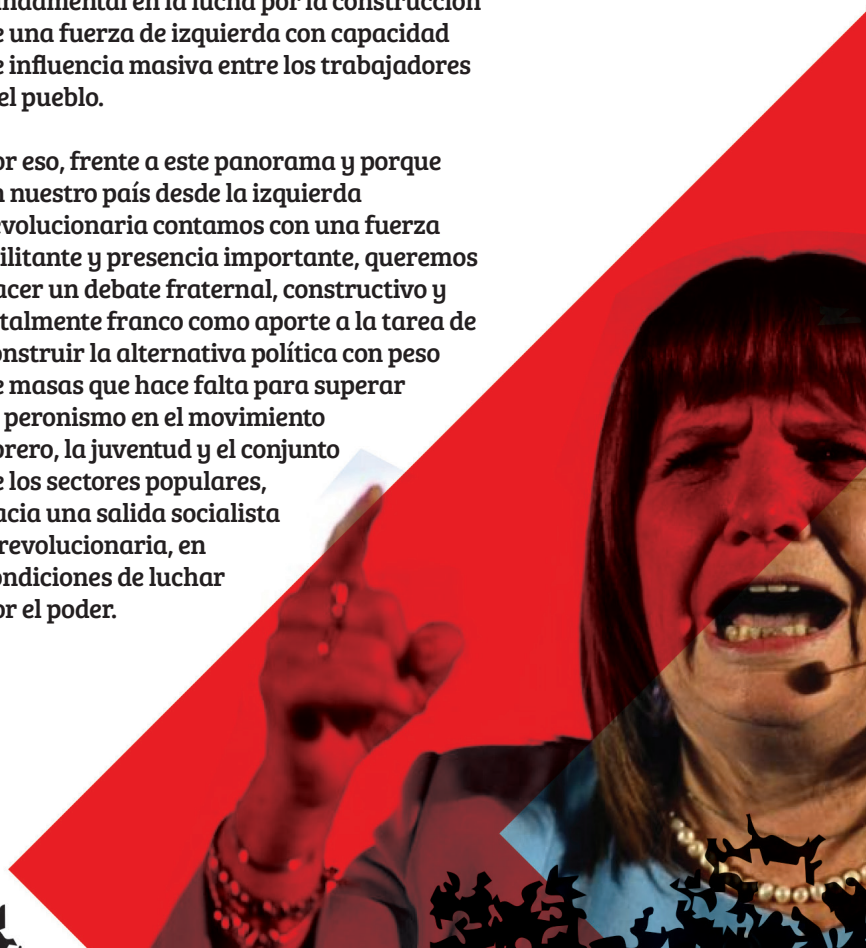 ndamental en la lucha por la construcción
e una fuerza de izquierda con capacidad
e influencia masiva entre los trabajadores
el pueblo.
or eso, frente a este panorama y porque
n nuestro país desde la izquierda
evolucionaria contamos con una fuerza
ilitante y presencia importante, queremos
acer un debate fraternal, constructivo y
talmente franco como aporte a la tarea de
onstruir la alternativa política con peso
e masas que hace falta para superar
peronismo en el movimiento
brero, la juventud y el conjunto
e los sectores populares,
acia una salida socialista
revolucionaria, en
ondiciones de luchar
or el poder.